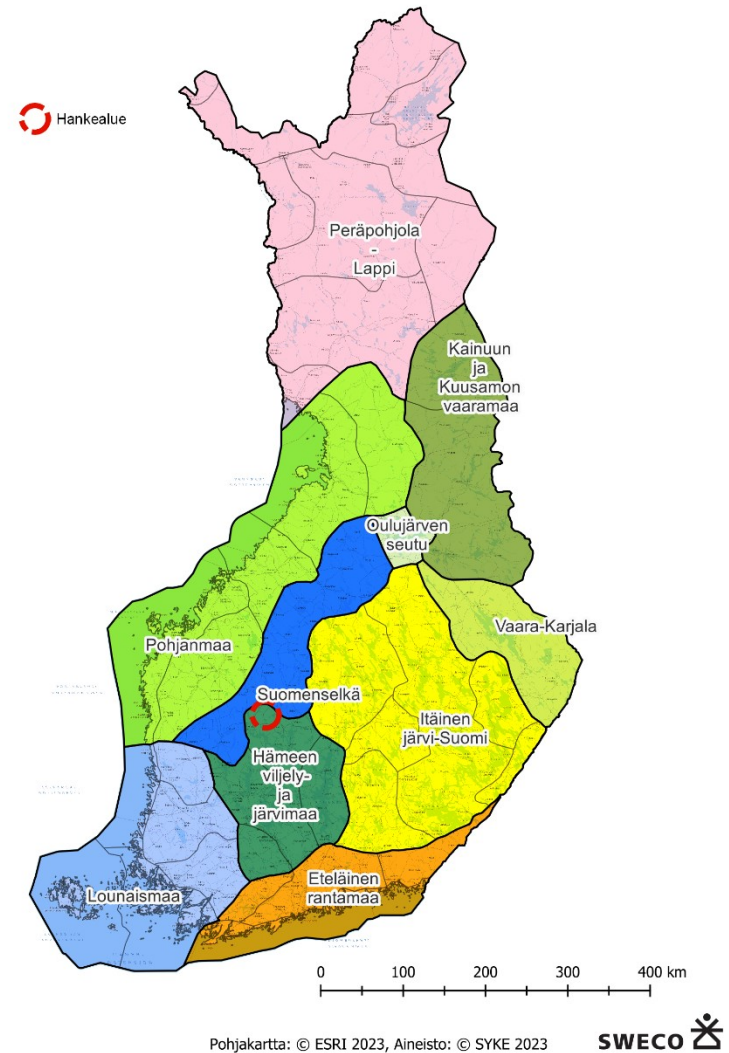 Hankealue
Peräpohjola
-
Lappi
Kainuun
ja
Kuusamon
vaaramaa
Oulujärven
seutu
Vaara-Karjala
Pohjanmaa
Suomenselkä
Itäinen
järvi-Suomi
Hämeen
viljely-
ja
järvimaa
Lounaismaa
Eteläinen
rantamaa
0 100 200 300 400 km
Pohjakartta: © ESRI 2023, Aineisto: © SYKE 2023
SWECO